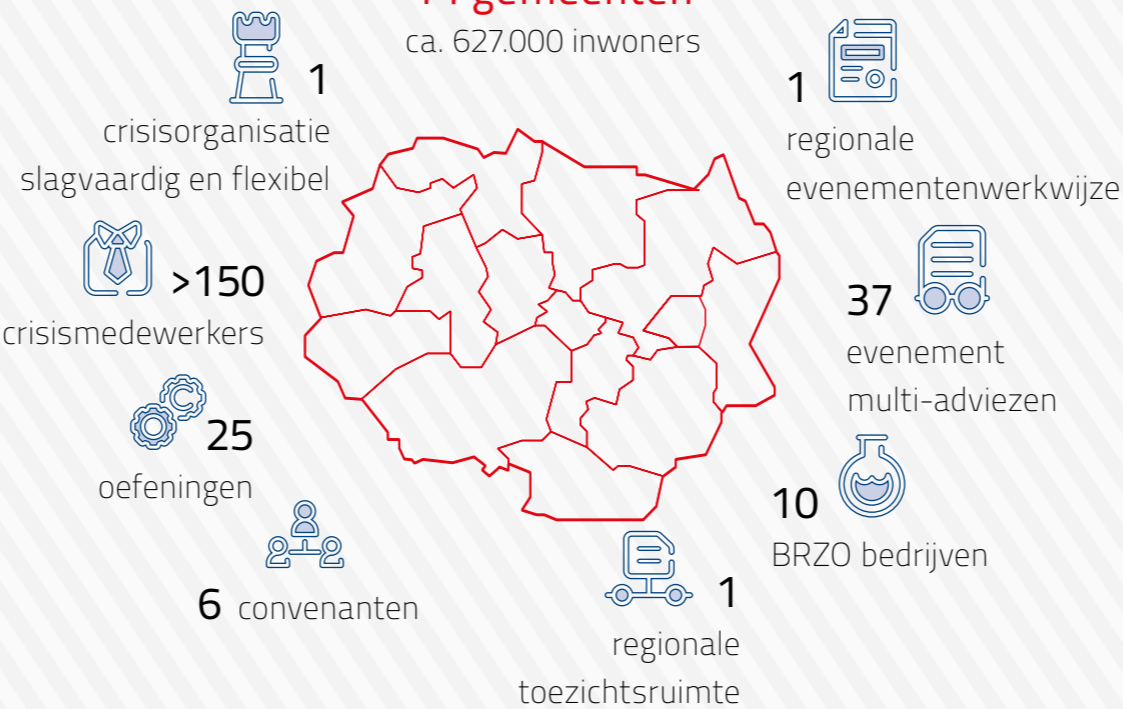 gemeenten
ca. 627.000 inwoners
1
crisisorganisatie
slagvaardig en flexibel
>150
crisismedewerkers
25
oefeningen
6 convenanten
1
regionale
evenementenwerkwijze
37
evenement
multi-adviezen
10
BRZO bedrijven
1
regionale
toezichtsruimte